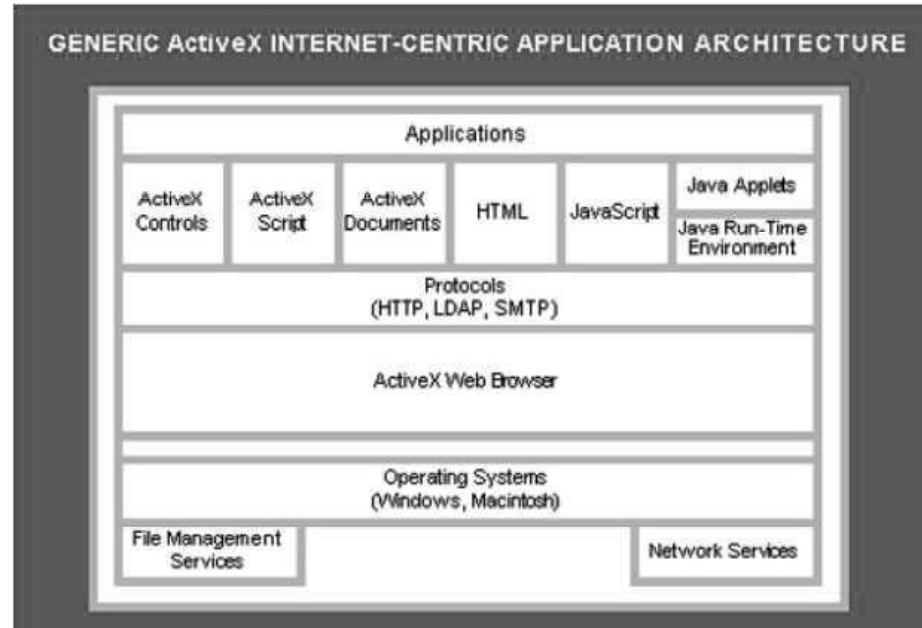 GENERIC ActiveX INTERNET-CENTRIC APPLICATION ARCHITECTURE
Applications
ActiveX
Controls
ActiveX
Script
ActiveX
Documents
HTML
JavaScript
Java Applets
Java Run-Time
Environment
Protocols
(HTTP, LDAP, SMTP)
ActiveX Web Browser
Operating Systems
(Windows, Macintosh)
File Management
Services
Network Services